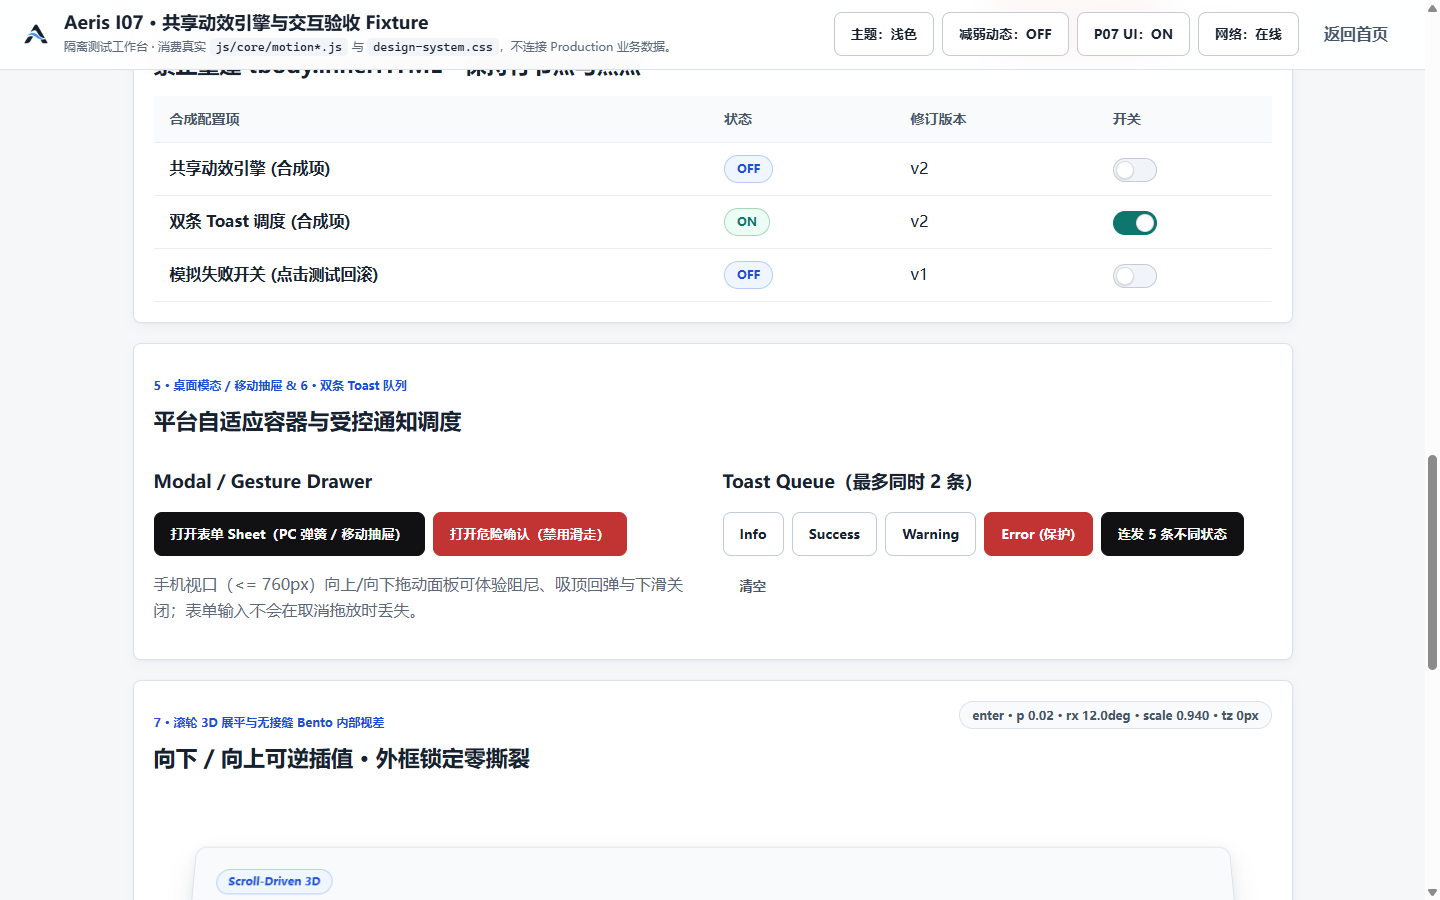 Aeris I07 • 共享动效引擎与交互验收 Fixture
隔离测试工作台 · 消费真实 js/core/motion*.js 与 design-system.css，不连接 Production 业务数据。
主题：浅色
减弱动态：OFF
P07 UI：ON
网络：在线
返回首页
合成配置项 状态 修订版本 开关
共享动效引擎 (合成项) OFF v2
双条 Toast 调度 (合成项) ON v2
模拟失败开关 (点击测试回滚) OFF v1
5 • 桌面模态 / 移动抽屉 & 6 • 双条 Toast 队列
平台自适应容器与受控通知调度
Modal / Gesture Drawer
打开表单 Sheet（PC 弹簧 / 移动抽屉）
打开危险确认（禁用滑走）
手机视口（<= 760px）向上/向下拖动面板可体验阻尼、吸顶回弹与下滑关
闭；表单输入不会在取消拖放时丢失。
Toast Queue（最多同时 2 条）
Info
Success
Warning
Error (保护)
连发 5 条不同状态
清空
7 • 滚轮 3D 展平与无接缝 Bento 内部视差
enter • p 0.02 • rx 12.0deg • scale 0.940 • tz 0px
向下 / 向上可逆插值 • 外框锁定零撕裂
Scroll-Driven 3D